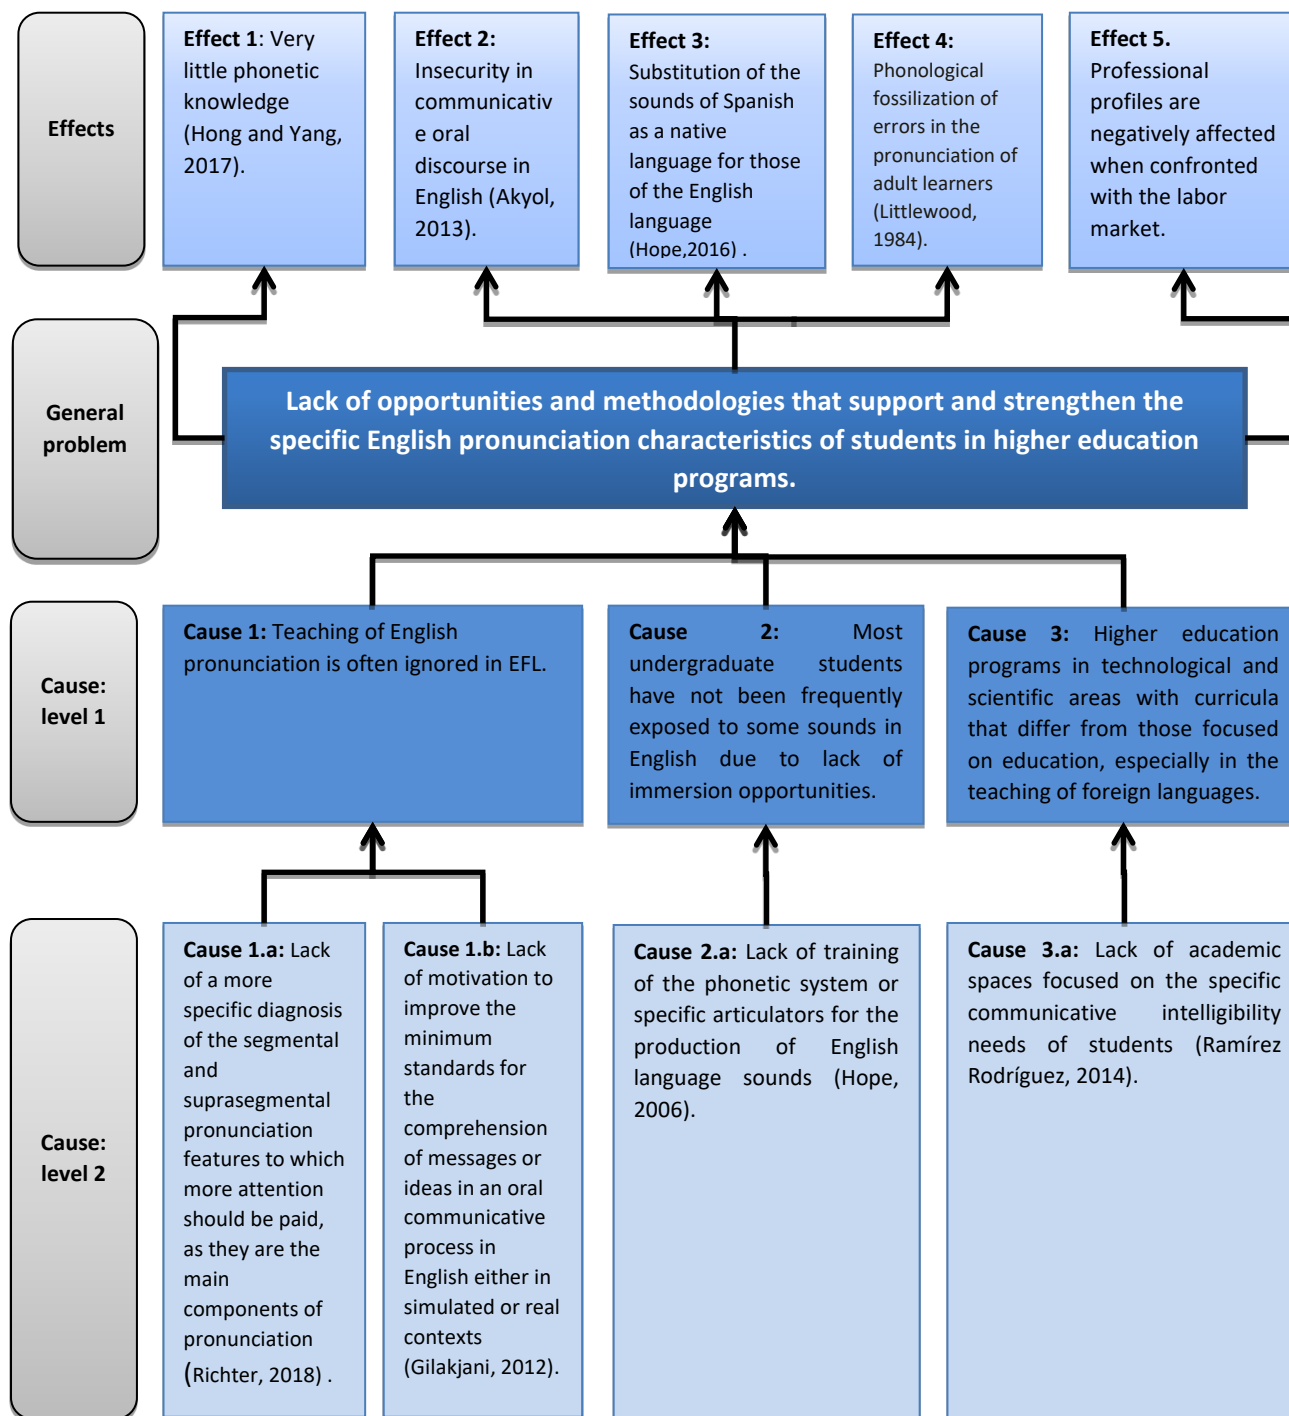 Effects
Effect 1: Very
little phonetic
knowledge
(Hong and Yang,
2017).
Effect 2:
Insecurity in
communicativ
e oral
discourse in
English (Akyol,
2013).
Effect 3:
Substitution of the
sounds of Spanish
as a native
language for those
of the English
language
(Hope,2016) .
Effect 4:
Phonological
fossilization of
errors in the
pronunciation of
adult learners
(Littlewood,
1984).
Effect 5.
Professional
profiles are
negatively affected
when confronted
with the labor
market.
General
problem
Lack of opportunities and methodologies that support and strengthen the
specific English pronunciation characteristics of students in higher education
programs.
Cause:
level 1
Cause 1: Teaching of English
pronunciation is often ignored in EFL.
Cause 2: Most
undergraduate students
have not been frequently
exposed to some sounds in
English due to lack of
immersion opportunities.
Cause 3: Higher education
programs in technological and
scientific areas with curricula
that differ from those focused
on education, especially in the
teaching of foreign languages.
Cause:
level 2
Cause 1.a: Lack
of a more
specific diagnosis
of the segmental
and
suprasegmental
pronunciation
features to which
more attention
should be paid,
as they are the
main
components of
pronunciation
(Richter, 2018) .
Cause 1.b: Lack
of motivation to
improve the
minimum
standards for
the
comprehension
of messages or
ideas in an oral
communicative
process in
English either in
simulated or real
contexts
(Gilakjani, 2012).
Cause 2.a: Lack of training
of the phonetic system or
specific articulators for the
production of English
language sounds (Hope,
2006).
Cause 3.a: Lack of academic
spaces focused on the specific
communicative intelligibility
needs of students (Ramírez
Rodríguez, 2014).